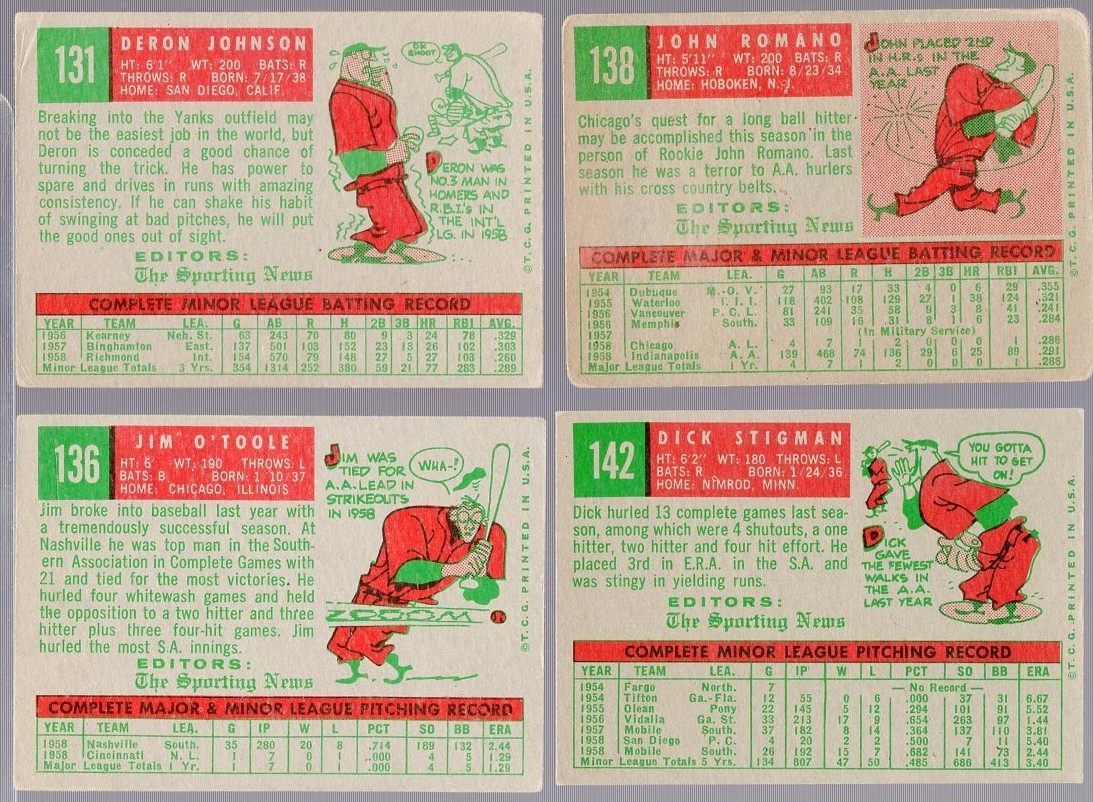 131
DERON JOHNSON
HT: 6'1" WT: 200 BATS: R
THROWS: R BORN: 7/17/38
HOME: SAN DIEGO, CALIF.
Breaking into the Yanks outfield may
not be the easiest job in the world, but
Deron is conceded a good chance of
turning the trick. He has power to
spare and drives in runs with amazing
consistency. If he can shake his habit
of swinging at bad pitches, he will put
the good ones out of sight.
EDITORS:
The Sporting News
OH SHOOT
DERON WAS
NO.3 MAN IN
HOMERS AND
R.B.I.'s IN
THE INT'L
LG. IN 1958
©T.C.G. PRINTED IN U.S.A.
COMPLETE MINOR LEAGUE BATTING RECORD
YEAR TEAM LEA. G AB R H 2B 3B HR RBI AVG.
1956 Kearney Neb. St. 63 243 70 80 9 3 24 78 .329
1957 Binghamton East. 137 501 103 152 23 13 26 102 .303
1958 Richmond Int. 154 570 79 148 27 5 27 103 .260
Minor League Totals 3 Yrs. 354 1314 252 380 59 21 77 283 .289
138
JOHN ROMANO
HT: 5'11" WT: 200 BATS: R
THROWS: R BORN: 8/23/34
HOME: HOBOKEN, N.J.
Chicago's quest for a long ball hitter
may be accomplished this season in the
person of Rookie John Romano. Last
season he was a terror to A.A. hurlers
with his cross country belts.
EDITORS:
The Sporting News
JOHN PLACED 2ND
IN H.R.s IN THE
A.A. LAST
YEAR
©T.C.G. PRINTED IN U.S.A.
COMPLETE MAJOR & MINOR LEAGUE BATTING RECORD
YEAR TEAM LEA. G AB R H 2B 3B HR RBI AVG.
1954 Dubuque M.-O. V. 27 93 17 33 4 0 6 29 .355
1955 Waterloo I. I. I. 118 402 108 129 27 1 38 124 .321
1956 Vancouver P. C. L. 81 241 35 58 9 3 8 41 .241
1956 Memphis South. 33 109 16 31 8 1 6 23 .284
1957 (In Military Service)
1958 Chicago A. L. 4 7 1 2 0 0 0 1 .286
1958 Indianapolis A. A. 139 468 74 136 29 6 25 89 .291
Major League Totals 1 Yr. 4 7 1 2 0 0 0 1 .286
136
JIM O'TOOLE
HT: 6' WT: 190 THROWS: L
BATS: B BORN: 1/10/37
HOME: CHICAGO, ILLINOIS
Jim broke into baseball last year with
a tremendously successful season. At
Nashville he was top man in the South-
ern Association in Complete Games with
21 and tied for the most victories. He
hurled four whitewash games and held
the opposition to a two hitter and three
hitter plus three four-hit games. Jim
hurled the most S.A. innings.
EDITORS:
The Sporting News
JIM WAS
TIED FOR
A.A-LEAD IN
STRIKEOUTS
IN 1958
WHA-!
ZOOOOM
©T.C.G. PRINTED IN U.S.A.
COMPLETE MAJOR & MINOR LEAGUE PITCHING RECORD
YEAR TEAM LEA. G IP W L PCT SO BB ERA
1958 Nashville South. 35 280 20 8 .714 189 132 2.44
1958 Cincinnati N. L. 1 7 0 1 .000 4 5 1.29
Major League Totals 1 Yr. 1 7 0 1 .000 4 5 1.29
142
DICK STIGMAN
HT: 6'2" WT: 180 THROWS: L
BATS: R BORN: 1/24/36
HOME: NIMROD, MINN.
Dick hurled 13 complete games last sea-
son, among which were 4 shutouts, a one
hitter, two hitter and four hit effort. He
placed 3rd in E.R.A. in the S.A. and
was stingy in yielding runs.
EDITORS:
The Sporting News
YOU GOTTA
HIT TO GET
ON!
DICK
GAVE
THE FEWEST
WALKS IN
THE A.A.
LAST YEAR
©T.C.G. PRINTED IN U.S.A.
COMPLETE MINOR LEAGUE PITCHING RECORD
YEAR TEAM LEA. G IP W L PCT SO BB ERA
1954 Fargo North. 7 — No Record —
1954 Tifton Ga.-Fla. 12 55 0 6 .000 37 31 6.67
1955 Olean Pony 22 145 5 12 .294 101 91 5.52
1956 Vidalia Ga. St. 33 213 17 9 .654 263 97 1.44
1957 Mobile South. 37 182 8 14 .364 137 110 3.81
1958 San Diego P. C. 4 20 2 2 .500 7 11 5.40
1958 Mobile South. 26 192 15 7 .682 141 73 2.44
Minor League Totals 5 Yrs. 134 807 47 50 .485 686 413 3.40